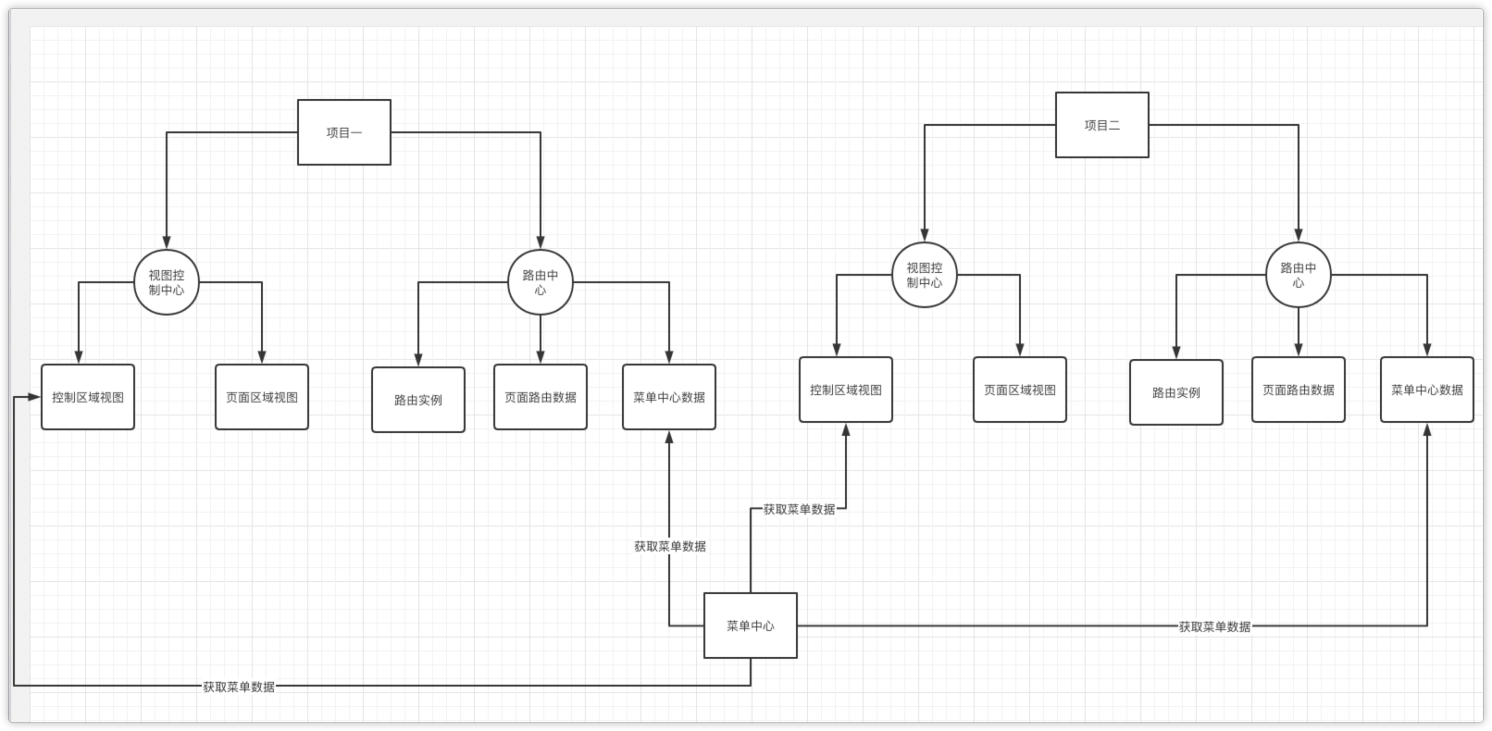 项目一
项目二
视图控
制中心
路由中
心
视图控
制中心
路由中
心
控制区域视图
页面区域视图
路由实例
页面路由数据
菜单中心数据
控制区域视图
页面区域视图
路由实例
页面路由数据
菜单中心数据
获取菜单数据
获取菜单数据
菜单中心
获取菜单数据
获取菜单数据